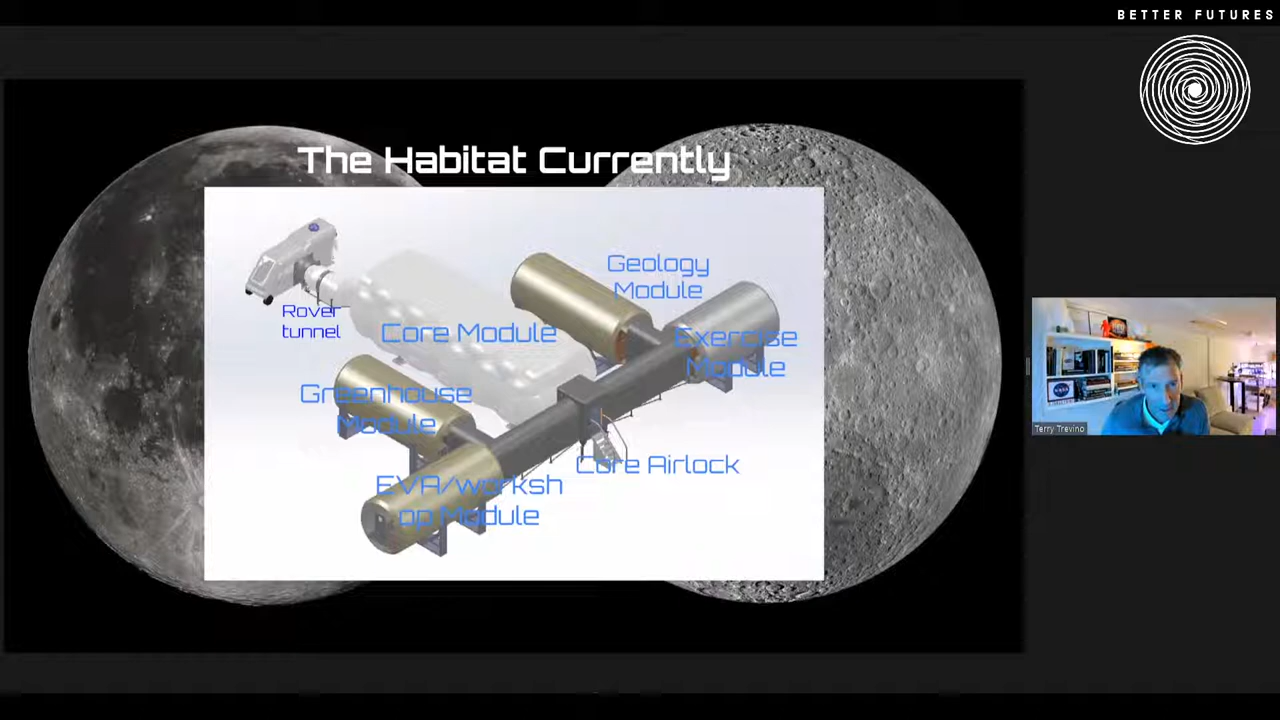 BETTER FUTURES
The Habitat Currently
Geology
Module
Rover
tunnel
Core Module
Exercise
Module
Greenhouse
Module
Core Airlock
EVA/worksh
op Module
Terry Trevino
NASA